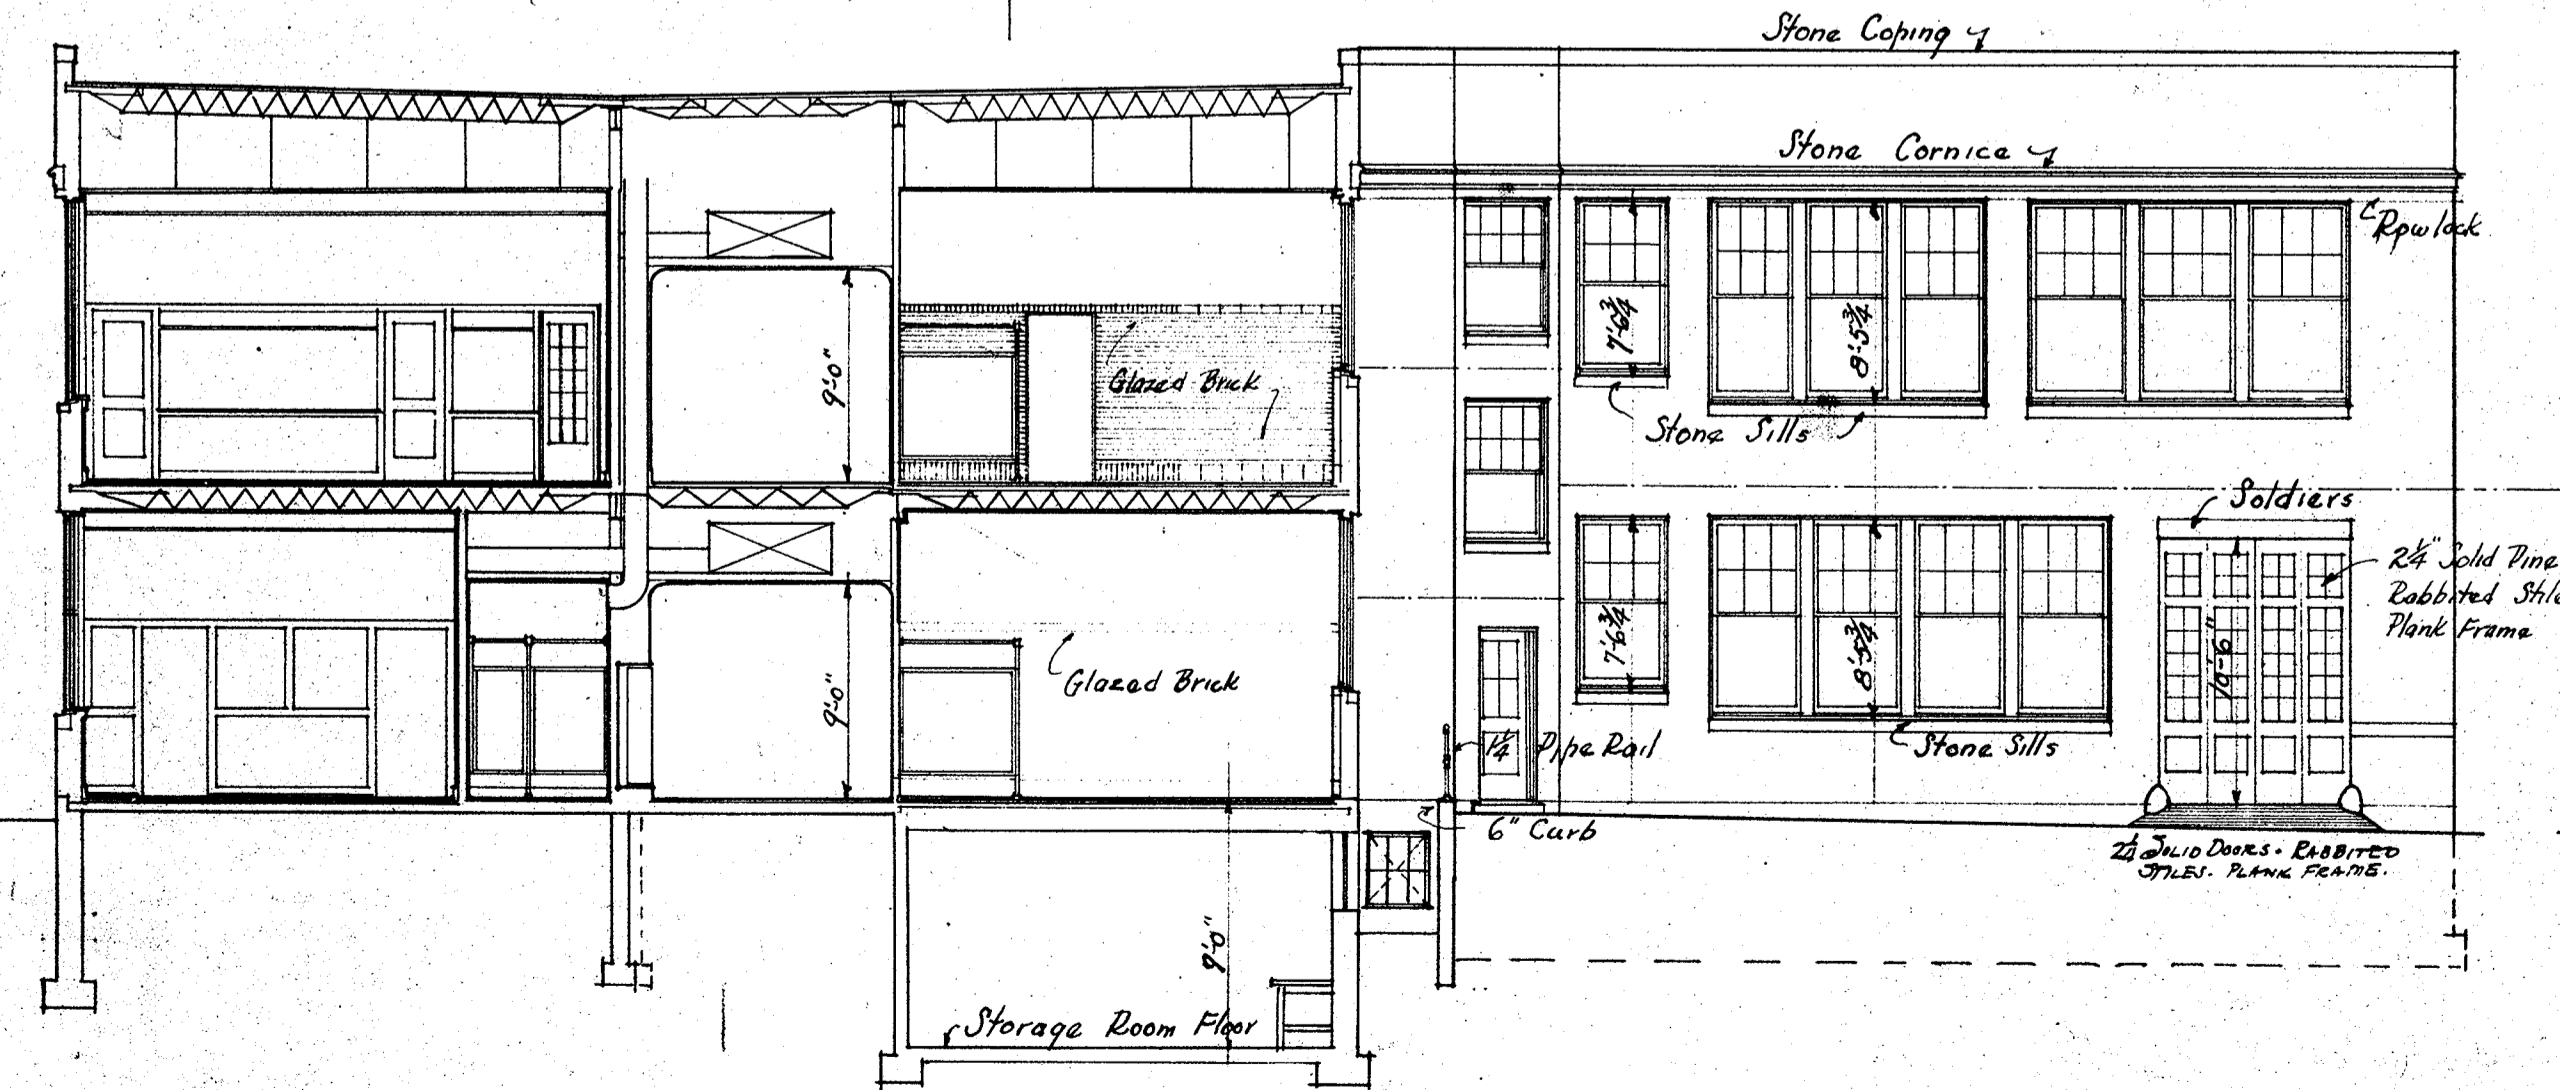 Stone Coping
Stone Cornice
Rowlock
7'-6¾
8'-5¾
9'-0"
Glazed Brick
Stone Sills
Soldiers
2¼" Solid Pine
Rabbited Stile
Plank Frame
9'-0"
Glazed Brick
7'-6¾
8'-5¾
10'-6"
1¼ Pipe Rail
Stone Sills
6" Curb
2¼ SOLID DOORS - RABBITED
STILES - PLANK FRAME.
9'-0"
Storage Room Floor